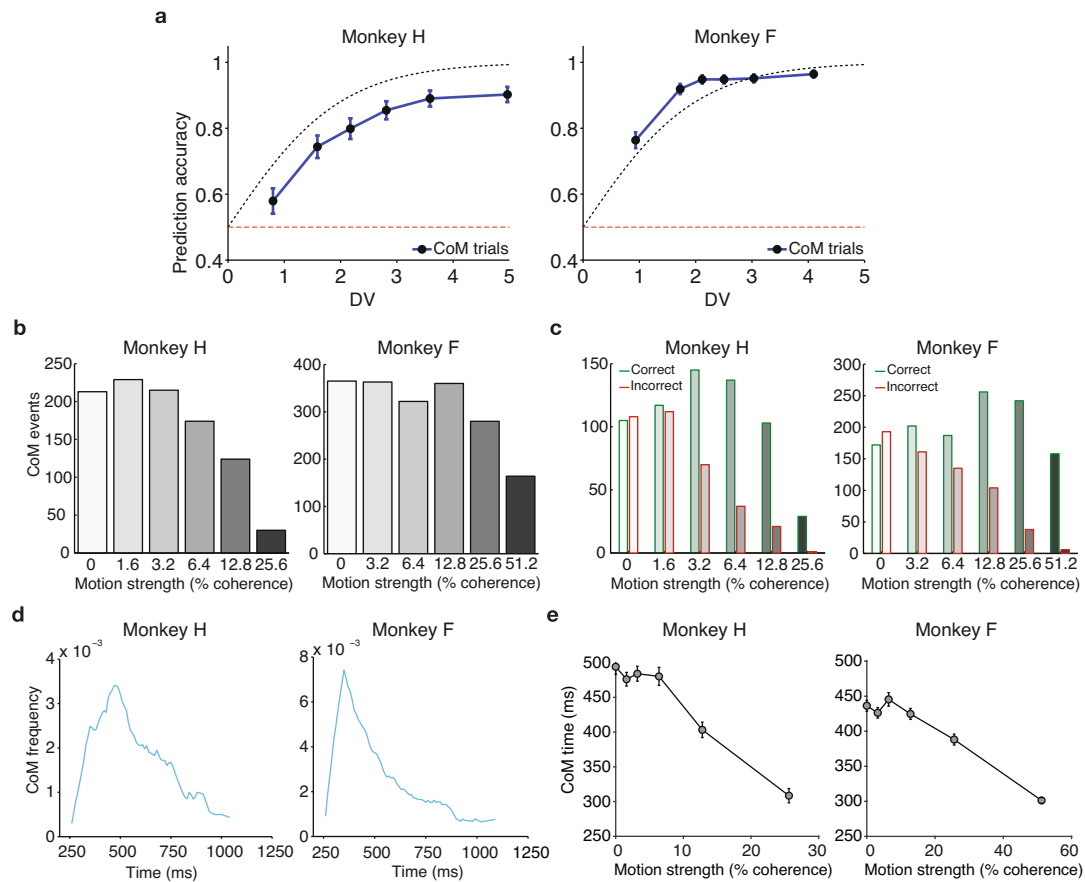 a
Monkey H
Monkey F
Prediction accuracy
1
0.8
0.6
0.4
0 1 2 3 4 5
DV
CoM trials
0 1 2 3 4 5
DV
CoM trials
b
Monkey H
Monkey F
CoM events
250
200
150
100
50
0
0 1.6 3.2 6.4 12.8 25.6
Motion strength (% coherence)
400
300
200
100
0
0 3.2 6.4 12.8 25.6 51.2
Motion strength (% coherence)
c
Monkey H
Monkey F
150
100
50
0
Correct
Incorrect
0 1.6 3.2 6.4 12.8 25.6
Motion strength (% coherence)
300
250
200
150
100
50
0
Correct
Incorrect
0 3.2 6.4 12.8 25.6 51.2
Motion strength (% coherence)
d
Monkey H
Monkey F
CoM frequency
x 10 −3
4
3
2
1
0
250 500 750 1000 1250
Time (ms)
x 10 −3
8
6
4
2
0
250 500 750 1000 1250
Time (ms)
e
Monkey H
Monkey F
CoM time (ms)
500
450
400
350
300
250
0 10 20 30
Motion strength (% coherence)
500
450
400
350
300
250
0 20 40 60
Motion strength (% coherence)